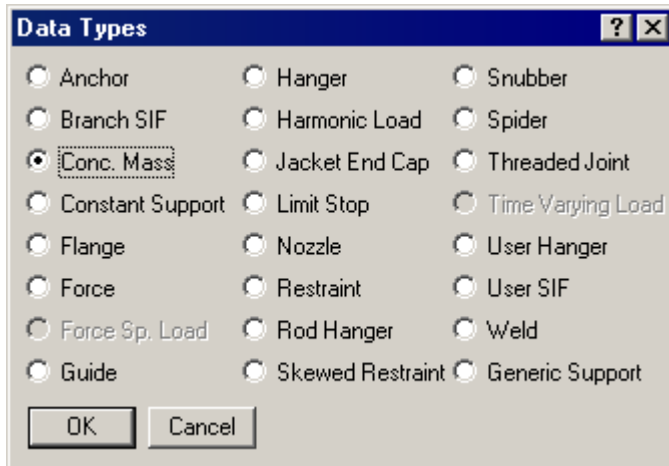 Data Types
Anchor Hanger Snubber
Branch SIF Harmonic Load Spider
Conc. Mass Jacket End Cap Threaded Joint
Constant Support Limit Stop Time Varying Load
Flange Nozzle User Hanger
Force Restraint User SIF
Force Sp. Load Rod Hanger Weld
Guide Skewed Restraint Generic Support
OK Cancel